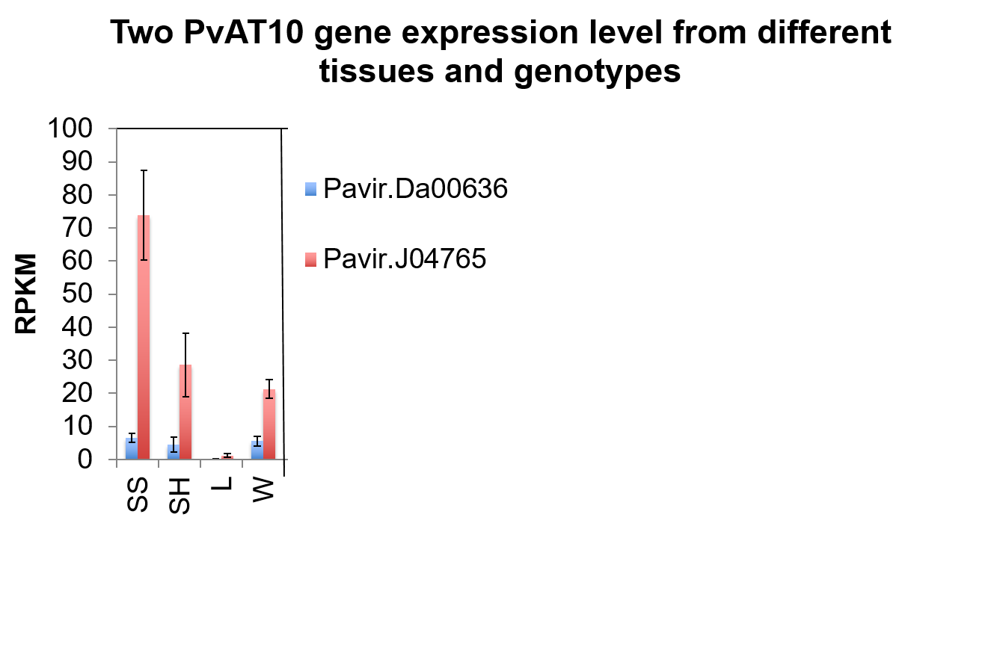 Two PvAT10 gene expression level from different
tissues and genotypes
100
90
80
70
60
50
40
30
20
10
0
RPKM
SS
SH
L
W
Pavir.Da00636
Pavir.J04765